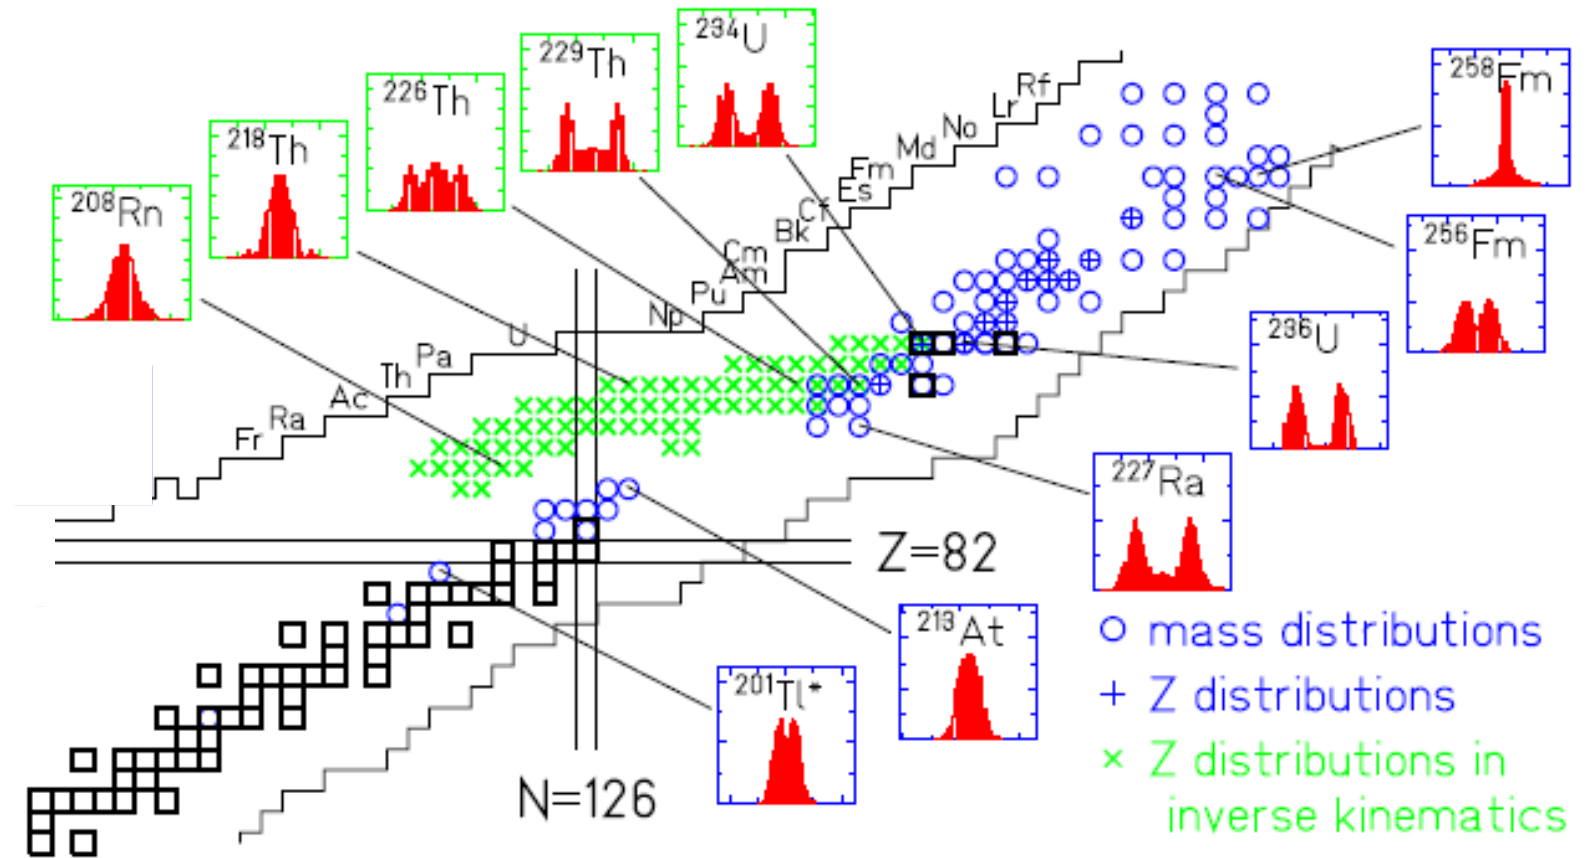 234U
229Th
226Th
218Th
208Rn
258Fm
256Fm
236U
227Ra
213At
201Tl*
Rf
Lr
No
Md
Fm
Es
Cf
Bk
Cm
Am
Pu
Np
U
Pa
Th
Ac
Ra
Fr
Z=82
N=126
mass distributions
Z distributions
Z distributions in
inverse kinematics